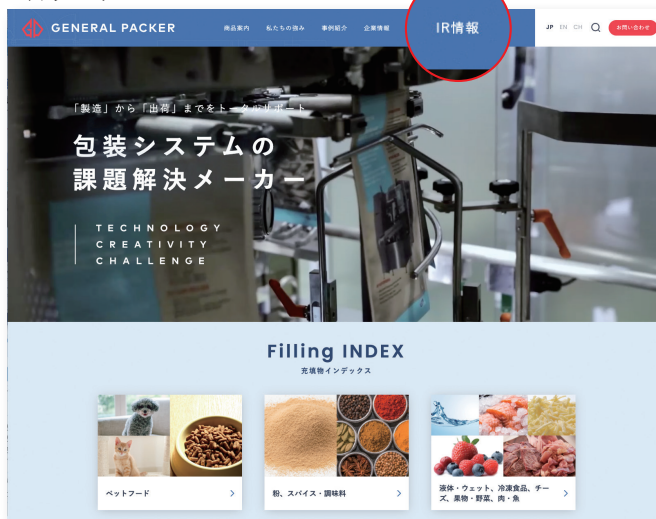 GENERAL PACKER
商品案内
私たちの強み
事例紹介
企業情報
IR情報
JP EN CH
お問い合わせ
「製造」から「出荷」までをトータルサポート
包装システムの
課題解決メーカー
TECHNOLOGY
CREATIVITY
CHALLENGE
Filling INDEX
充填物インデックス
ペットフード
粉、スパイス・調味料
液体・ウェット、冷凍食品、チー
ズ、果物・野菜、肉・魚